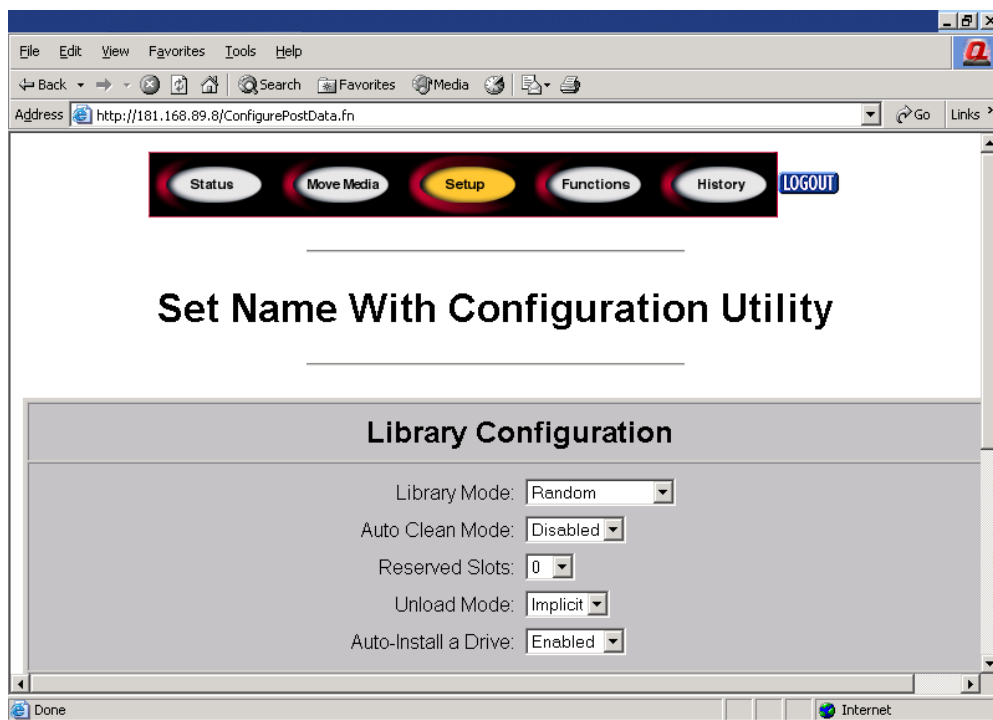 File Edit View Favorites Tools Help
Back Search Favorites Media
Address http://181.168.89.8/ConfigurePostData.fn Go Links
Status Move Media Setup Functions History LOGOUT
Set Name With Configuration Utility
Library Configuration
Library Mode: Random
Auto Clean Mode: Disabled
Reserved Slots: 0
Unload Mode: Implicit
Auto-Install a Drive: Enabled
Done Internet